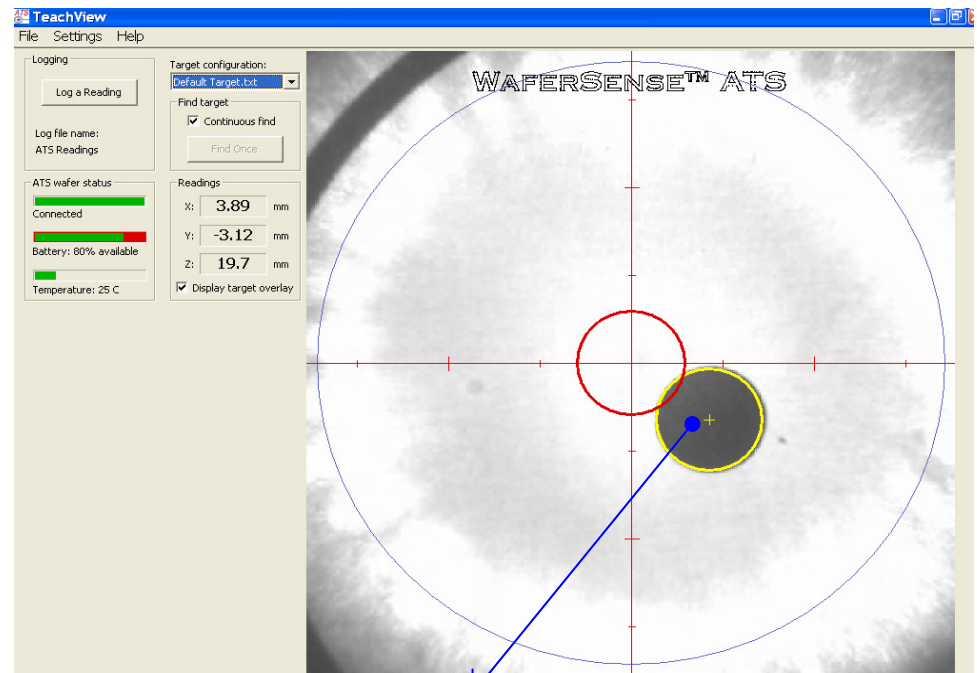 ATS TeachView
File Settings Help
Logging
Log a Reading
Log file name:
ATS Readings
Target configuration:
Default Target.txt
Find target
Continuous find
Find Once
ATS wafer status
Connected
Battery: 80% available
Temperature: 25 C
Readings
X: 3.89 mm
Y: -3.12 mm
Z: 19.7 mm
Display target overlay
WAFERSENSE™ ATS